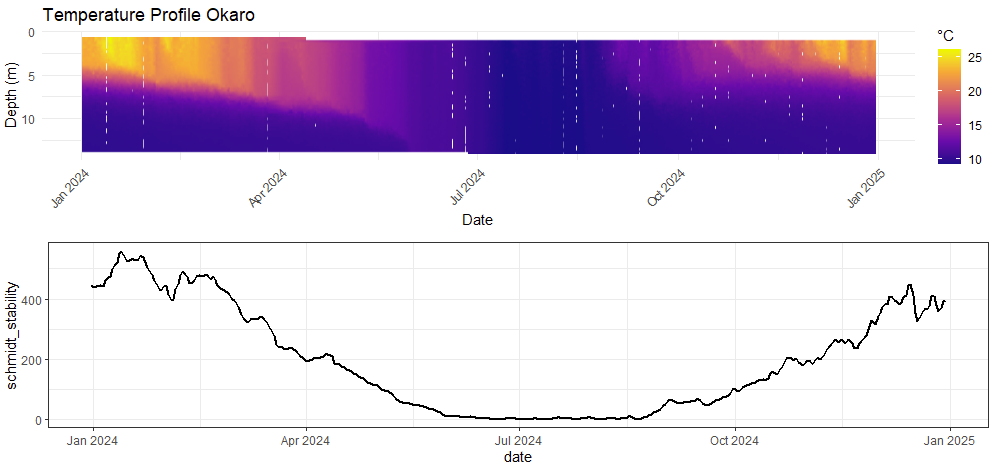 Temperature Profile Okaro
Depth (m)
0
5
10
Jan 2024
Apr 2024
Jul 2024
Oct 2024
Jan 2025
Date
°C
25
20
15
10
schmidt_stability
400
200
0
Jan 2024
Apr 2024
Jul 2024
Oct 2024
Jan 2025
date